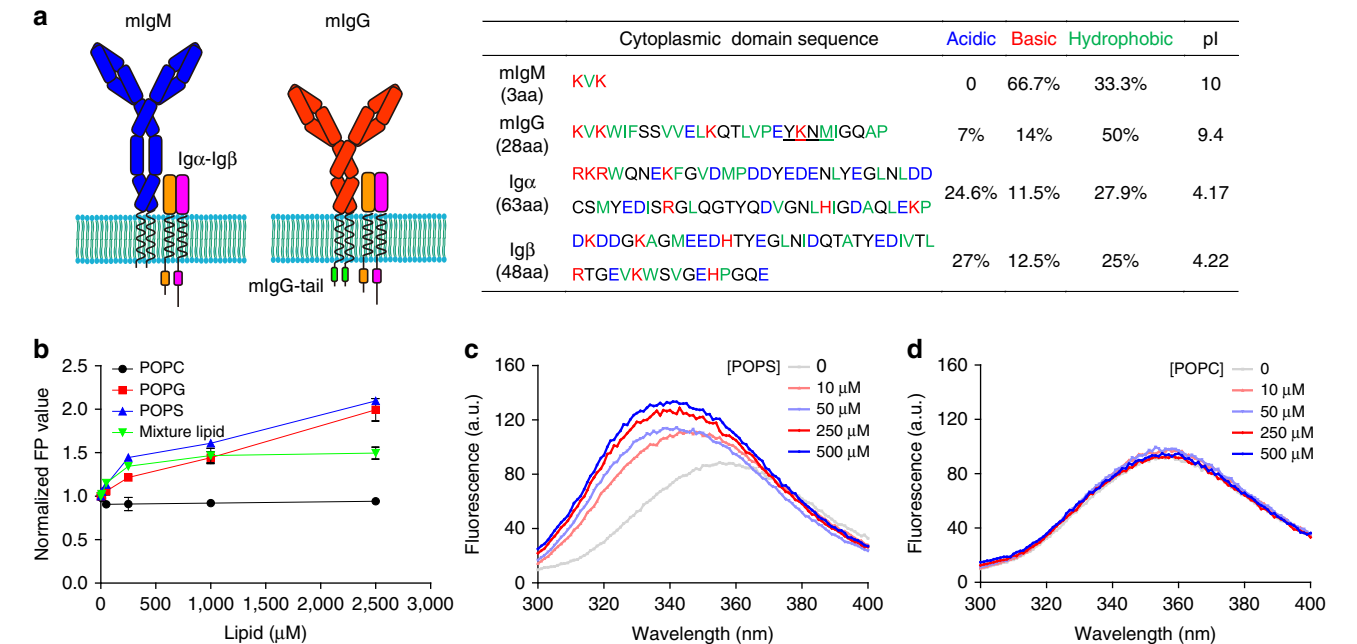 a
mIgM
mIgG
Igα-Igβ
mIgG-tail
Cytoplasmic domain sequence Acidic Basic Hydrophobic pI
mIgM
(3aa)
KVK
0 66.7% 33.3% 10
mIgG
(28aa)
KVKWIFSSVVELKQTLVPEYKNMIGQAP
7% 14% 50% 9.4
Igα
(63aa)
RKRWQNEKFGVDMPDDYEDENLYEGLNLDD
CSMYEDISRGLQGTYQDVGNLHIGDAQLEKP
24.6% 11.5% 27.9% 4.17
Igβ
(48aa)
DKDDGKAGMEEDHTYEGLNIDQTATYEDIVTL
RTGEVKWSVGEHPGQE
27% 12.5% 25% 4.22
b
Normalized FP value
2.5
2.0
1.5
1.0
0.5
0.0
POPC
POPG
POPS
Mixture lipid
0 500 1,000 1,500 2,000 2,500 3,000
Lipid (μM)
c
Fluorescence (a.u.)
160
120
80
40
0
[POPS] 0
10 μM
50 μM
250 μM
500 μM
300 320 340 360 380 400
Wavelength (nm)
d
Fluorescence (a.u.)
160
120
80
40
0
[POPC] 0
10 μM
50 μM
250 μM
500 μM
300 320 340 360 380 400
Wavelength (nm)